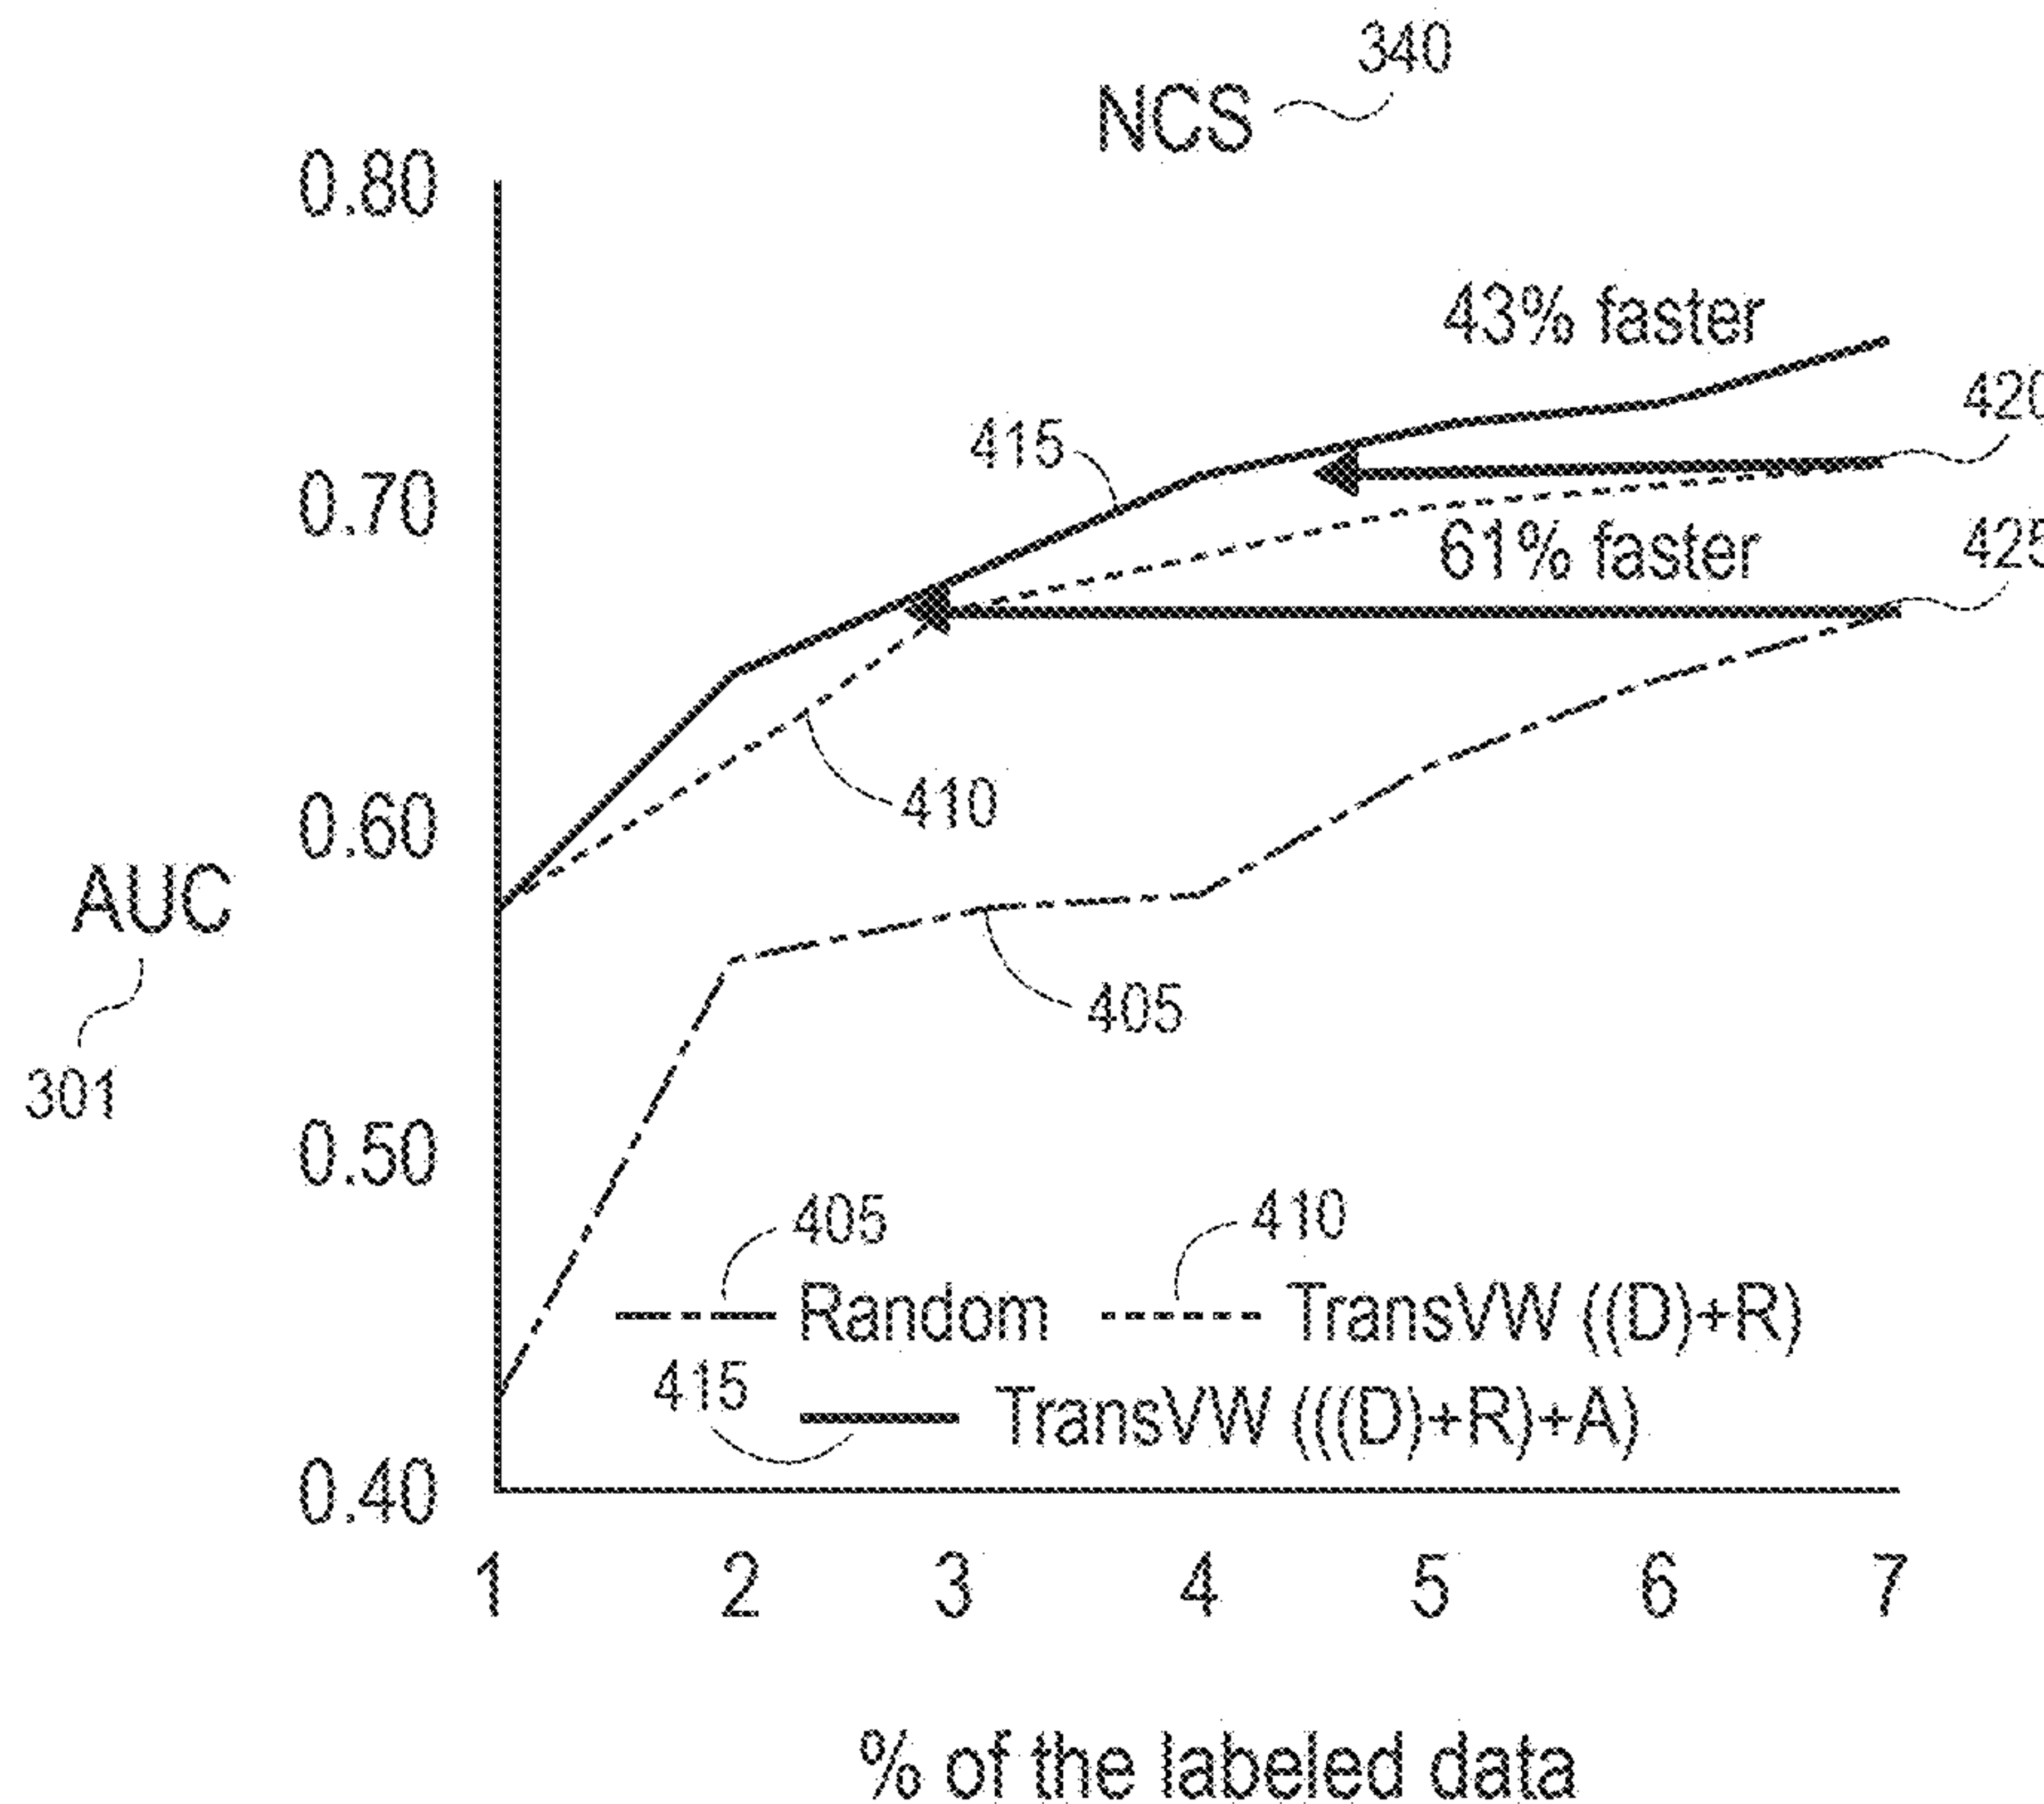 340
NCS
0.80
43% faster
420
415
0.70
61% faster
425
410
0.60
AUC
405
301
0.50
405 410
Random TransVW ((D)+R)
415
TransVW (((D)+R)+A)
0.40
1 2 3 4 5 6 7
% of the labeled data